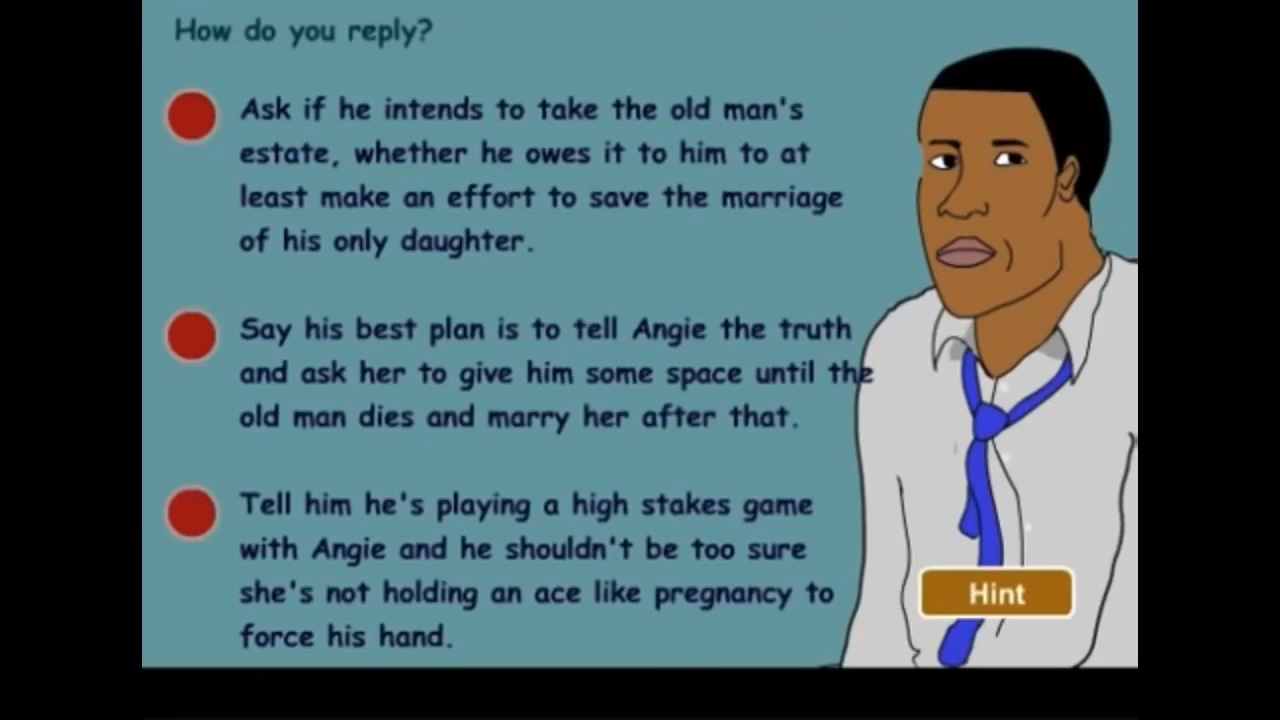 How do you reply?
Ask if he intends to take the old man's
estate, whether he owes it to him to at
least make an effort to save the marriage
of his only daughter.
Say his best plan is to tell Angie the truth
and ask her to give him some space until the
old man dies and marry her after that.
Tell him he's playing a high stakes game
with Angie and he shouldn't be too sure
she's not holding an ace like pregnancy to
force his hand.
Hint